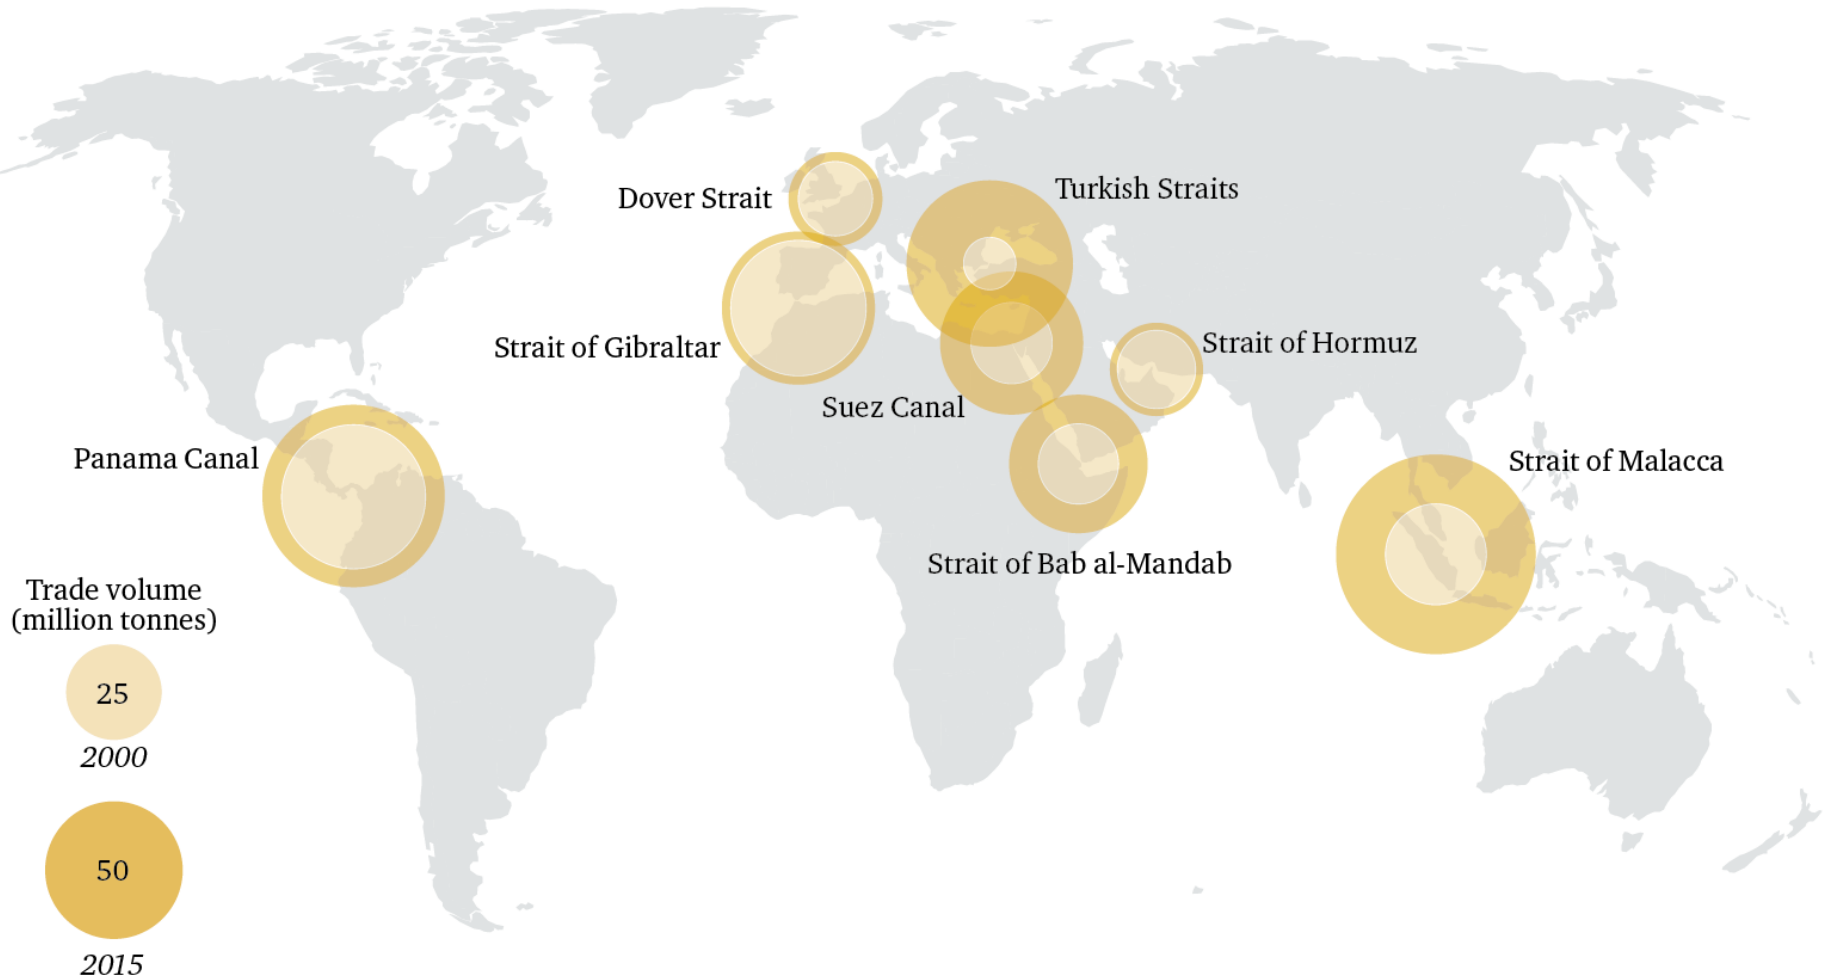 Dover Strait
Turkish Straits
Strait of Gibraltar
Strait of Hormuz
Suez Canal
Panama Canal
Strait of Malacca
Strait of Bab al-Mandab
Trade volume
(million tonnes)
25
2000
50
2015